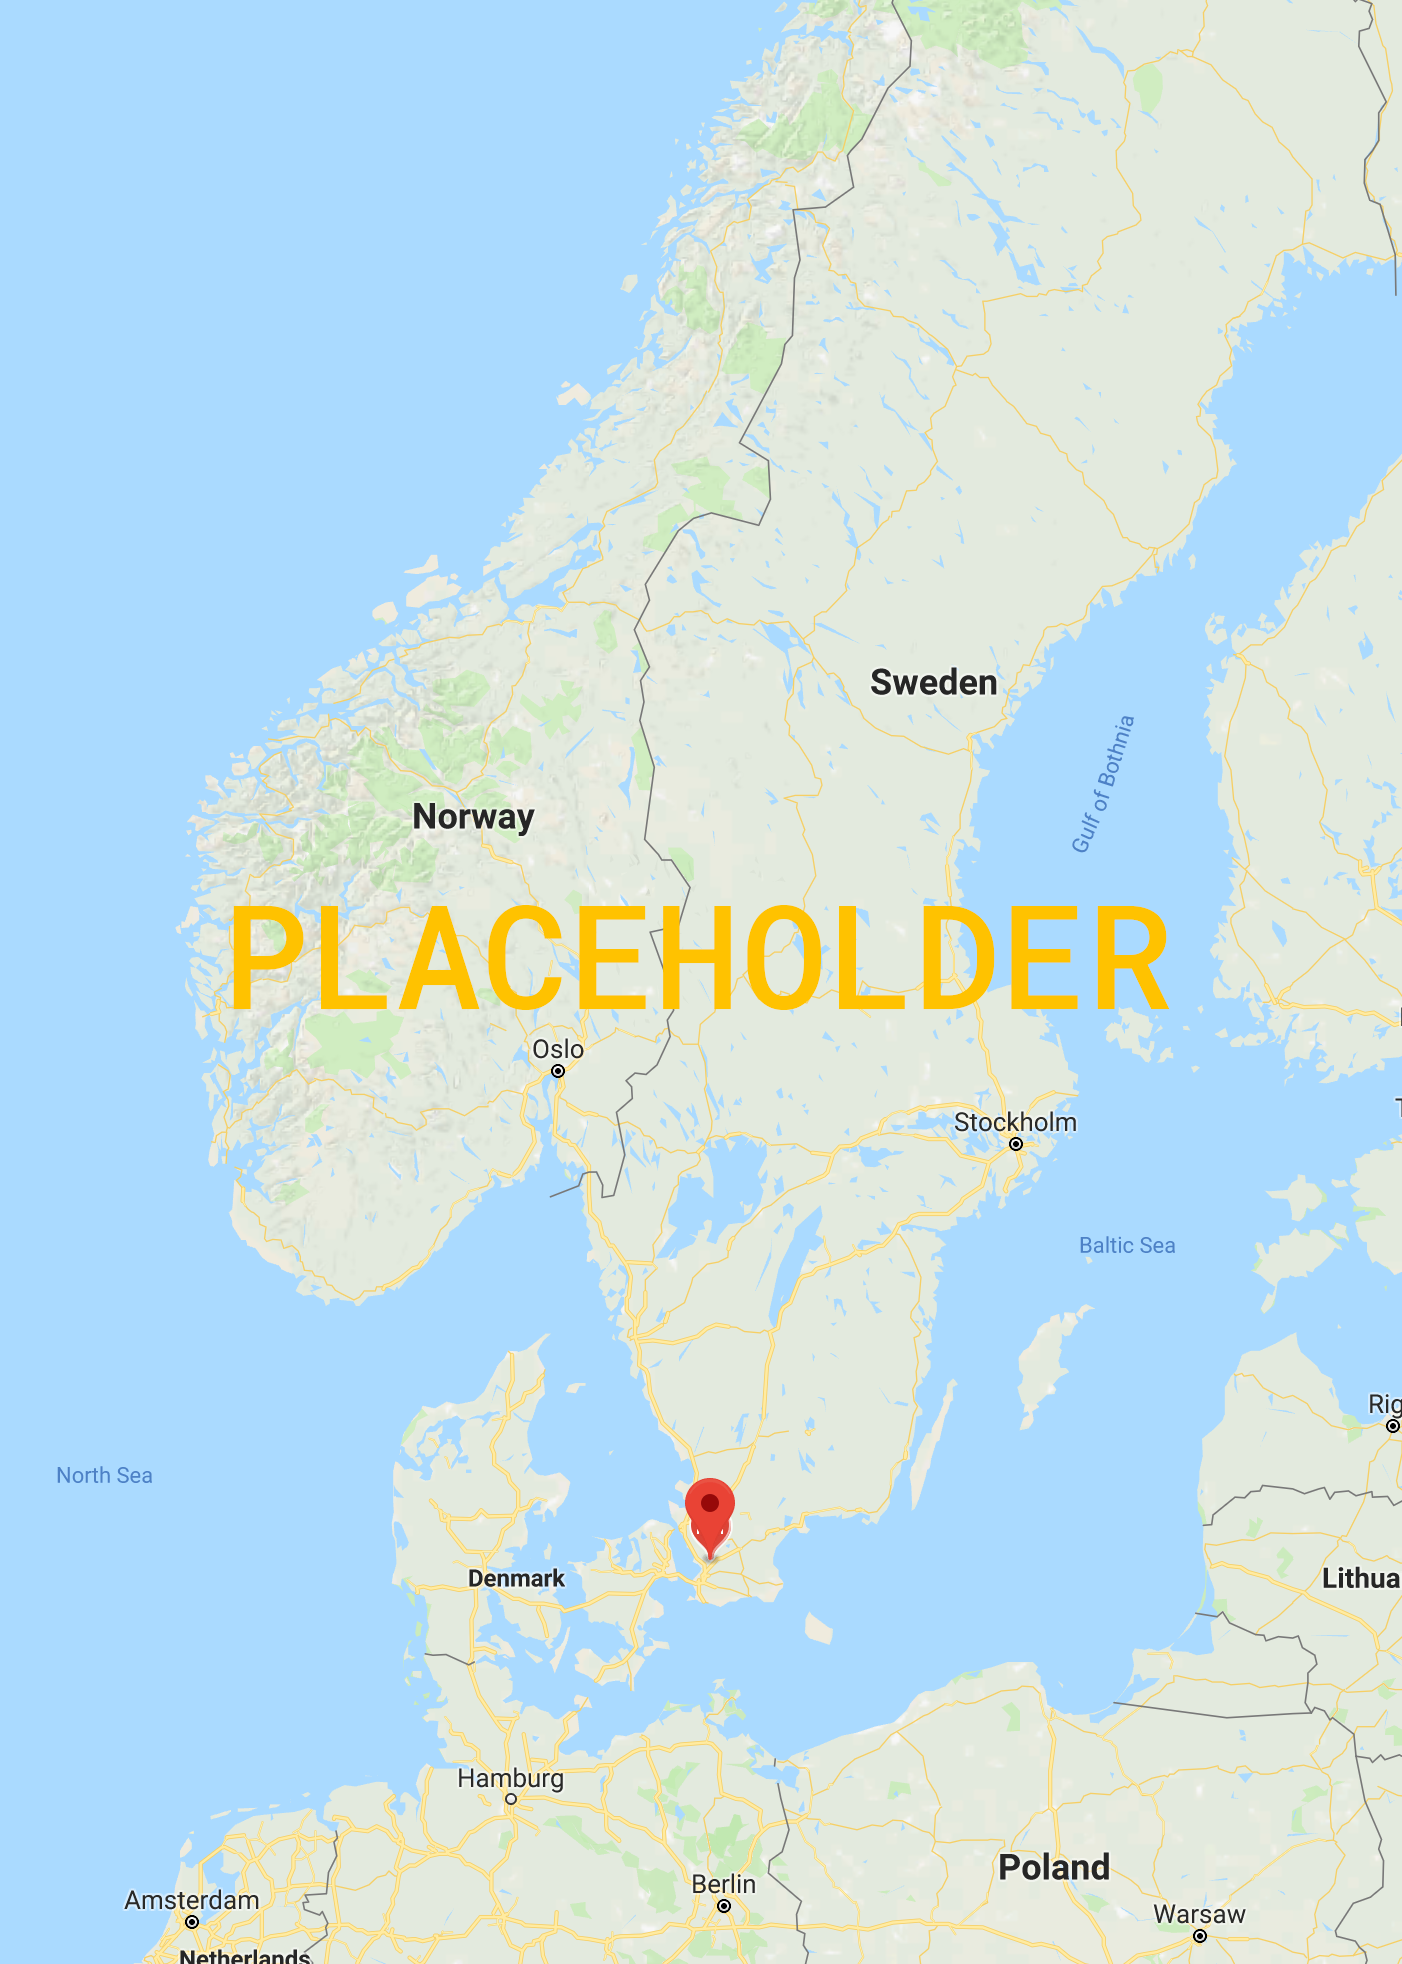 Sweden
Gulf of Bothnia
Norway
PLACEHOLDER
Oslo
Stockholm
Baltic Sea
Rig
North Sea
Denmark
Lithua
Hamburg
Poland
Berlin
Amsterdam
Warsaw
Netherlands